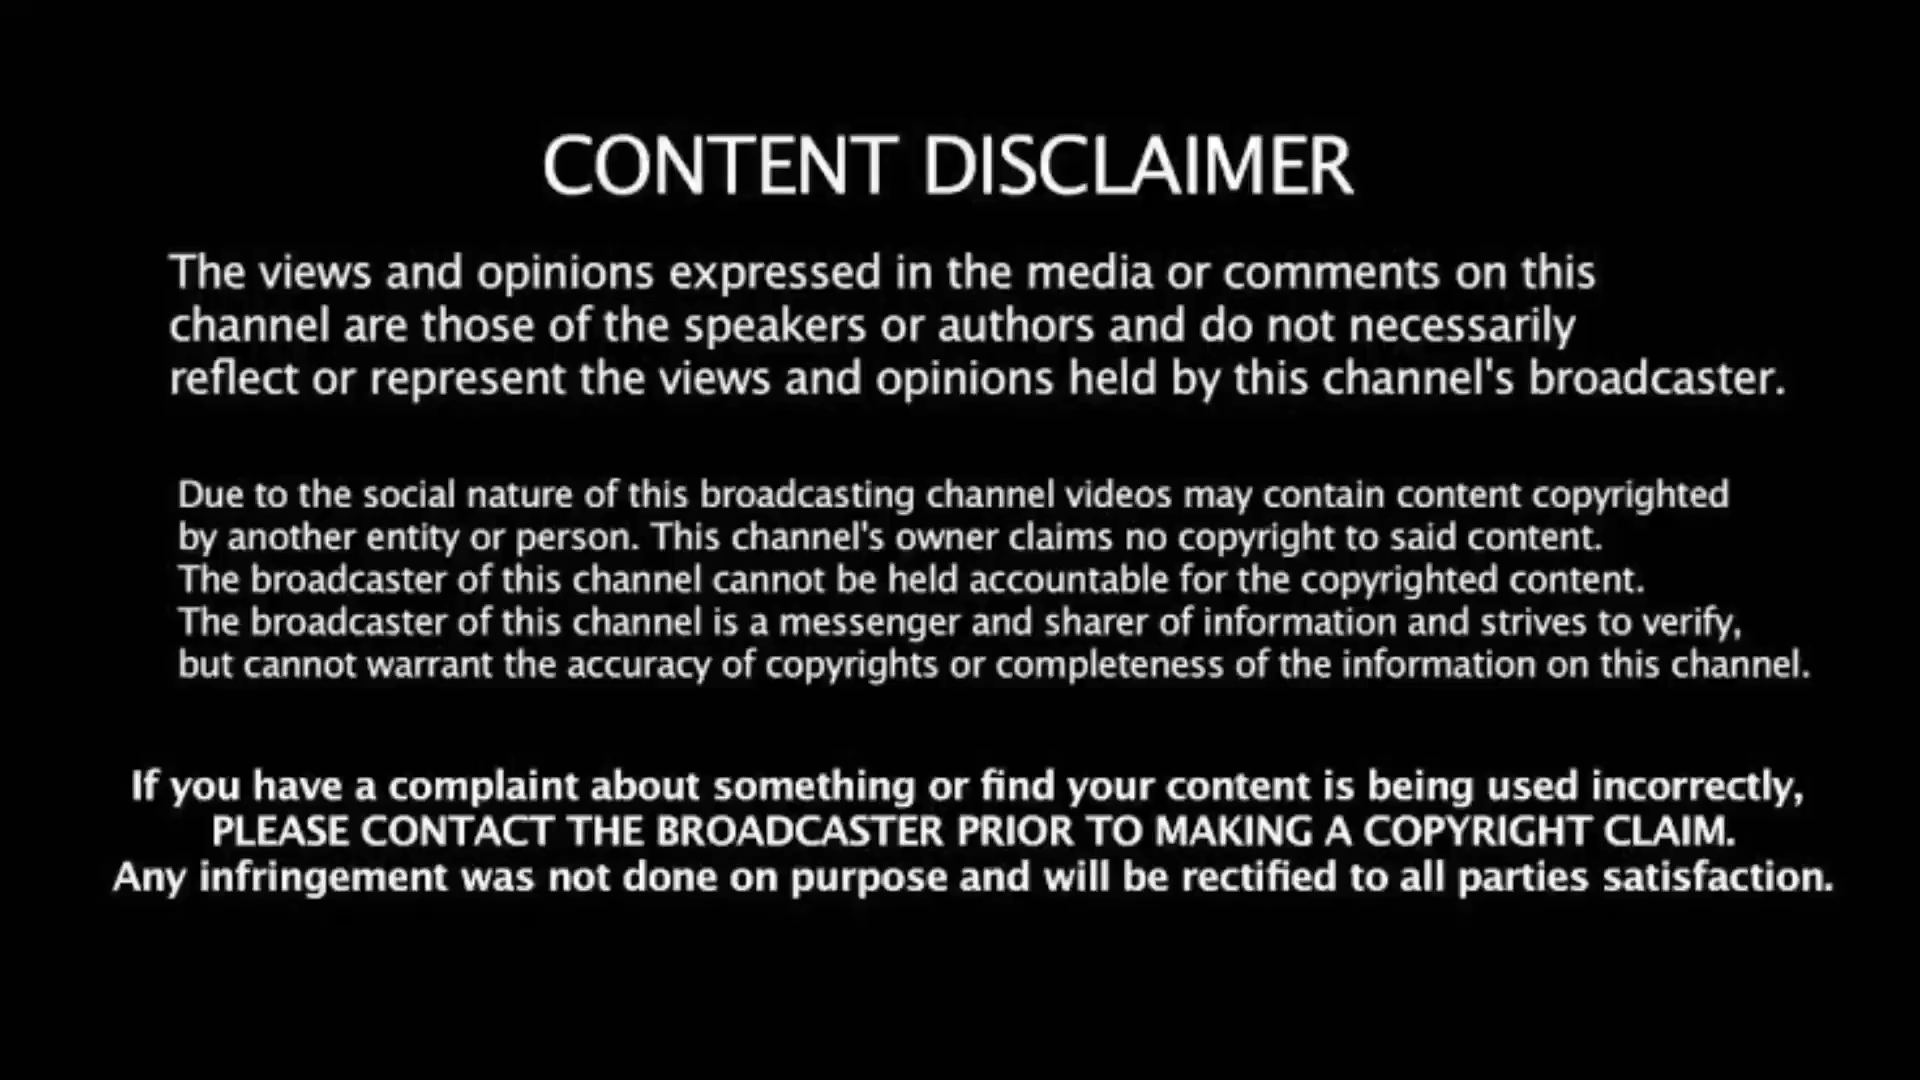 CONTENT DISCLAIMER
The views and opinions expressed in the media or comments on this
channel are those of the speakers or authors and do not necessarily
reflect or represent the views and opinions held by this channel's broadcaster.
Due to the social nature of this broadcasting channel videos may contain content copyrighted
by another entity or person. This channel's owner claims no copyright to said content.
The broadcaster of this channel cannot be held accountable for the copyrighted content.
The broadcaster of this channel is a messenger and sharer of information and strives to verify,
but cannot warrant the accuracy of copyrights or completeness of the information on this channel.
If you have a complaint about something or find your content is being used incorrectly,
PLEASE CONTACT THE BROADCASTER PRIOR TO MAKING A COPYRIGHT CLAIM.
Any infringement was not done on purpose and will be rectified to all parties satisfaction.